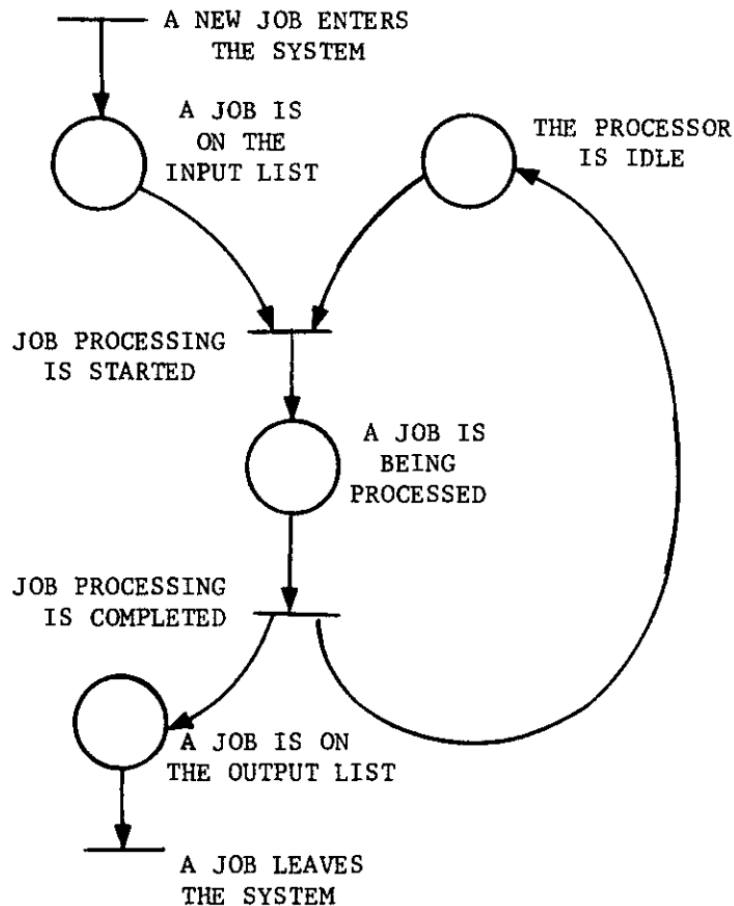 A NEW JOB ENTERS
THE SYSTEM
A JOB IS
ON THE
INPUT LIST
THE PROCESSOR
IS IDLE
JOB PROCESSING
IS STARTED
A JOB IS
BEING
PROCESSED
JOB PROCESSING
IS COMPLETED
A JOB IS ON
THE OUTPUT LIST
A JOB LEAVES
THE SYSTEM